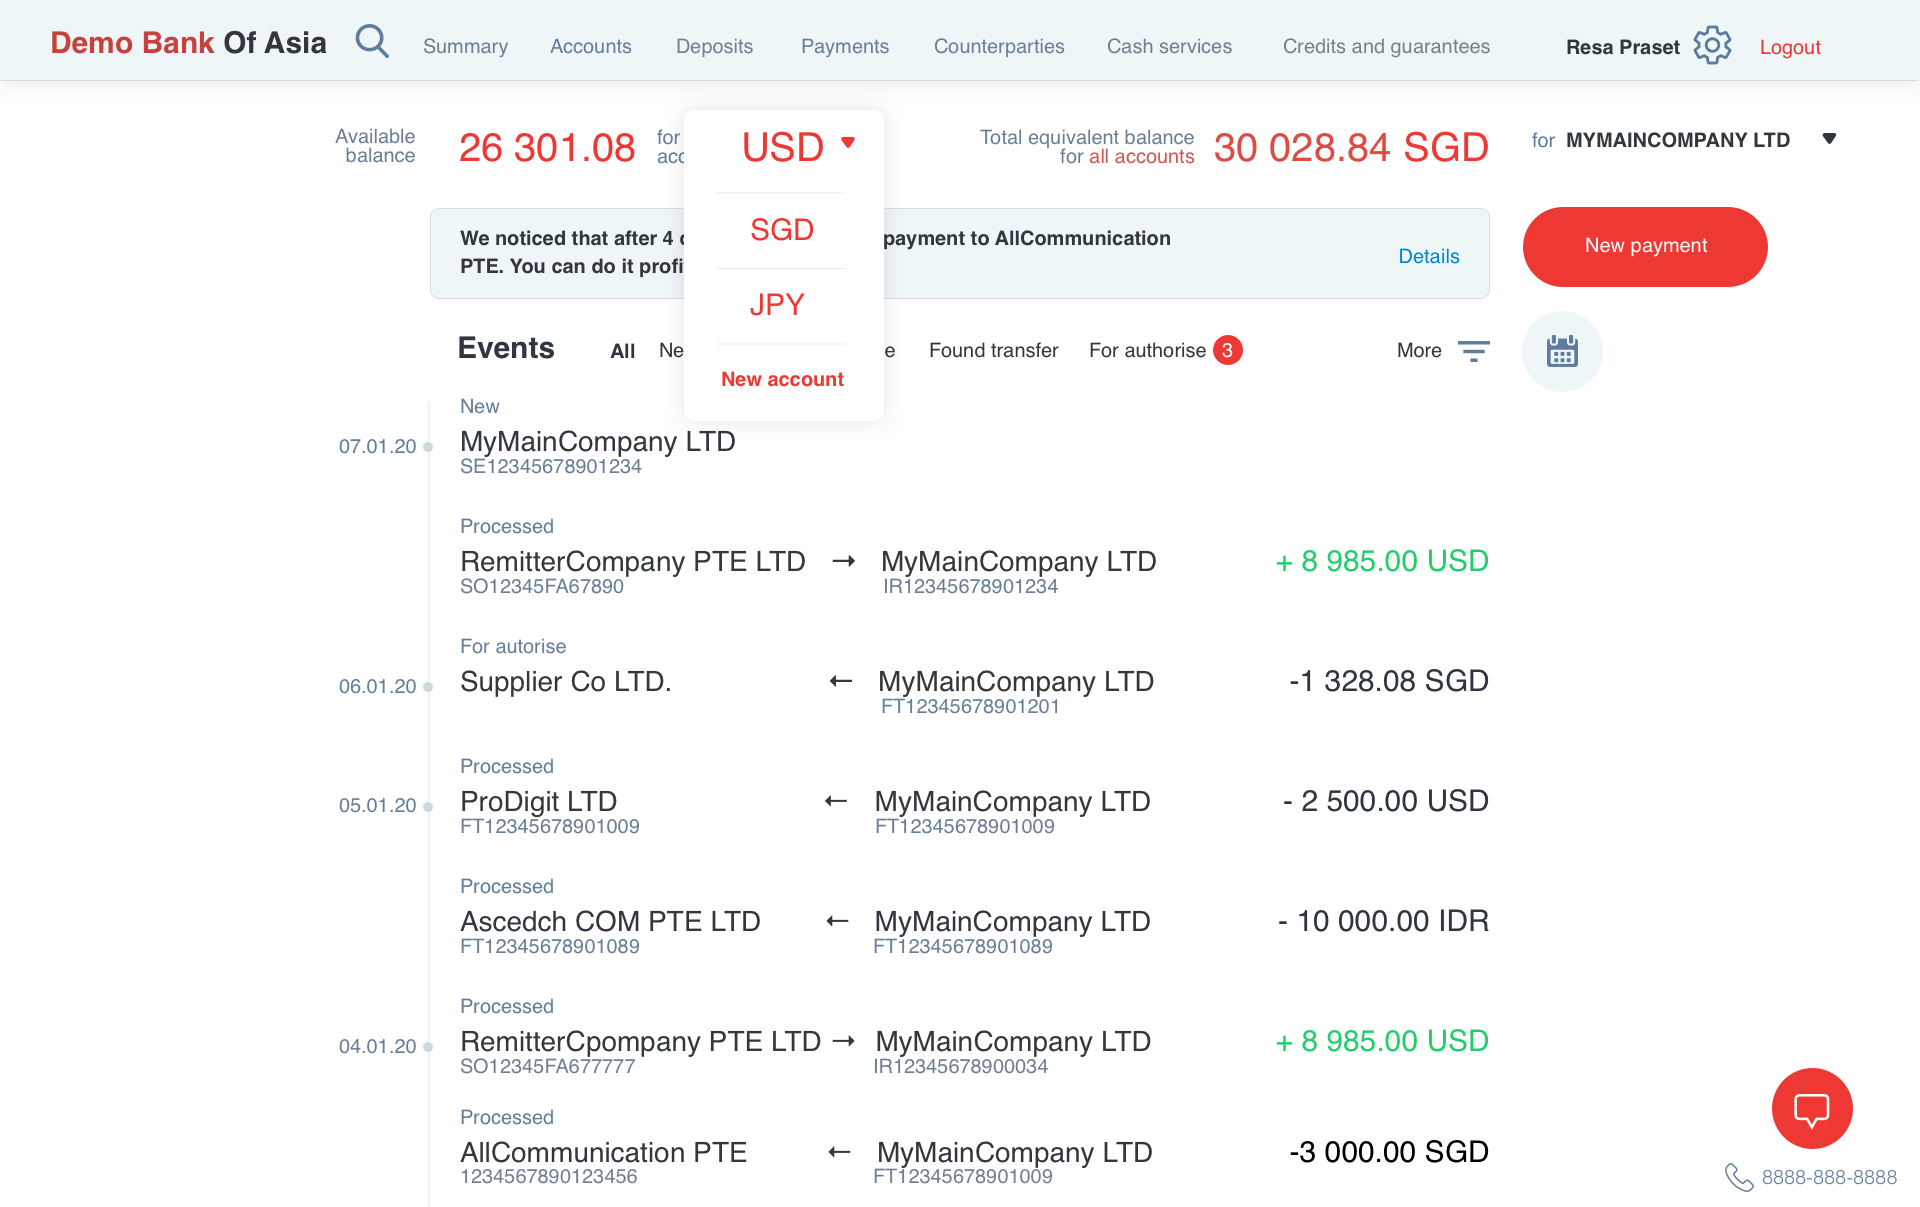 Demo Bank Of Asia
Summary
Accounts
Deposits
Payments
Counterparties
Cash services
Credits and guarantees
Resa Praset
Logout
Available
balance
26 301.08
for
USD
Total equivalent balance
for all accounts
30 028.84 SGD
for MYMAINCOMPANY LTD
SGD
JPY
New account
We noticed that after 4
payment to AllCommunication
PTE. You can do it
Details
New payment
Events
All
Found transfer
For authorise 3
More
New
07.01.20
MyMainCompany LTD
SE12345678901234
Processed
RemitterCompany PTE LTD → MyMainCompany LTD + 8 985.00 USD
SO12345FA67890 IR12345678901234
For autorise
06.01.20
Supplier Co LTD. ← MyMainCompany LTD -1 328.08 SGD
FT12345678901201
Processed
05.01.20
ProDigit LTD ← MyMainCompany LTD - 2 500.00 USD
FT12345678901009 FT12345678901009
Processed
Ascedch COM PTE LTD ← MyMainCompany LTD - 10 000.00 IDR
FT12345678901089 FT12345678901089
Processed
04.01.20
RemitterCpompany PTE LTD → MyMainCompany LTD + 8 985.00 USD
SO12345FA677777 IR12345678900034
Processed
AllCommunication PTE ← MyMainCompany LTD -3 000.00 SGD
1234567890123456 FT12345678901009
8888-888-8888